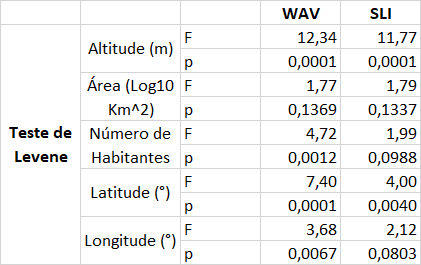 WAV SLI
Teste de Levene
Altitude (m) F 12,34 11,77
p 0,0001 0,0001
Área (Log10 F 1,77 1,79
Km^2) p 0,1369 0,1337
Número de F 4,72 1,99
Habitantes p 0,0012 0,0988
Latitude (°) F 7,40 4,00
p 0,0001 0,0040
Longitude (°) F 3,68 2,12
p 0,0067 0,0803